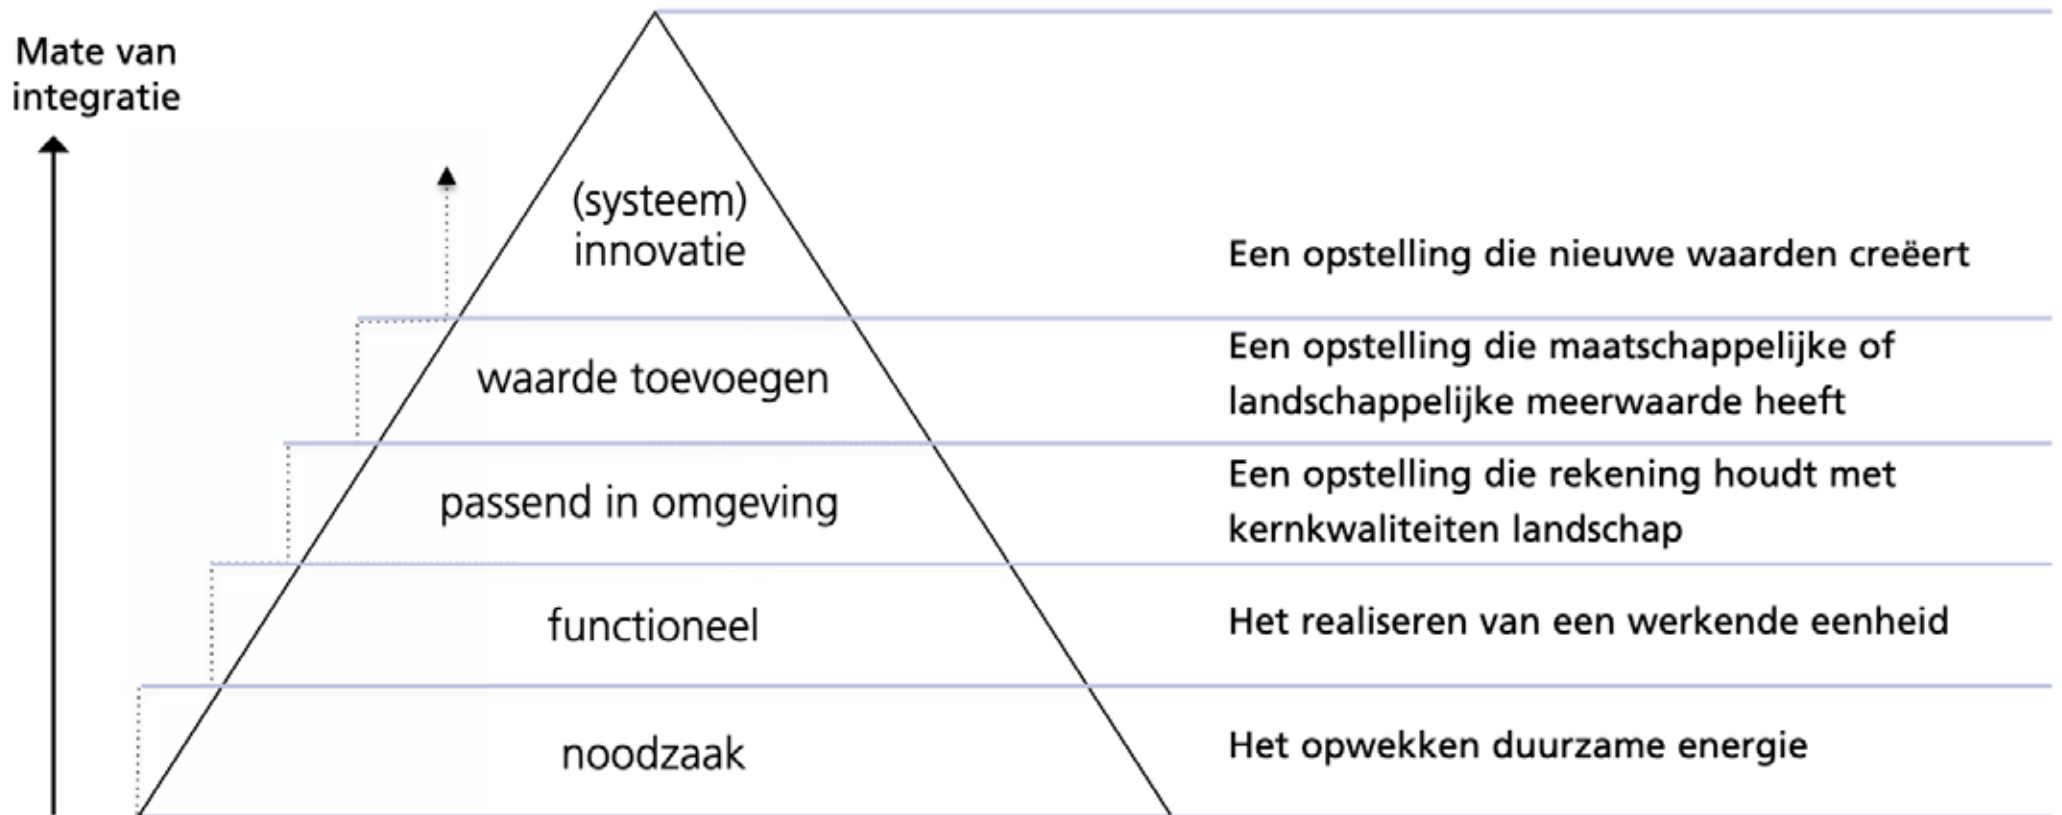 Mate van
integratie
(systeem)
innovatie
Een opstelling die nieuwe waarden creëert
waarde toevoegen
Een opstelling die maatschappelijke of
landschappelijke meerwaarde heeft
passend in omgeving
Een opstelling die rekening houdt met
kernkwaliteiten landschap
functioneel
Het realiseren van een werkende eenheid
noodzaak
Het opwekken duurzame energie